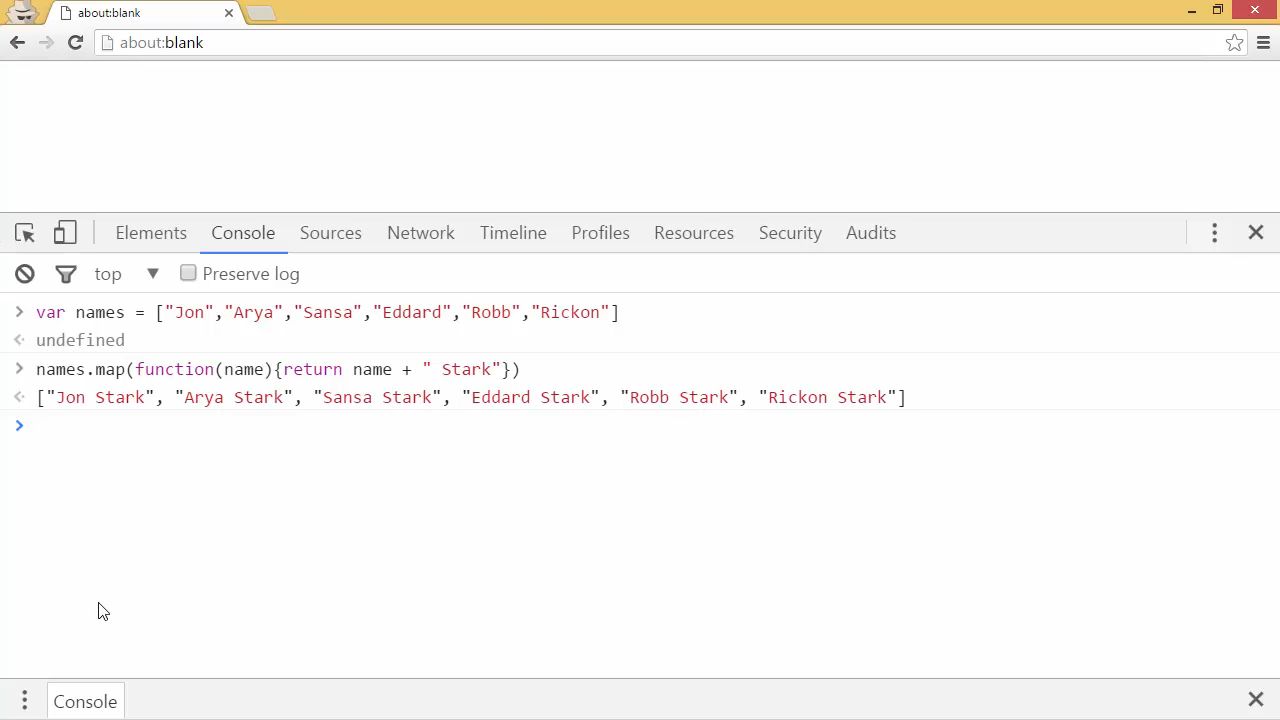 about:blank
about:blank
Elements Console Sources Network Timeline Profiles Resources Security Audits
top Preserve log
> var names = ["Jon","Arya","Sansa","Eddard","Robb","Rickon"]
undefined
> names.map(function(name){return name + " Stark"})
["Jon Stark", "Arya Stark", "Sansa Stark", "Eddard Stark", "Robb Stark", "Rickon Stark"]
>
Console